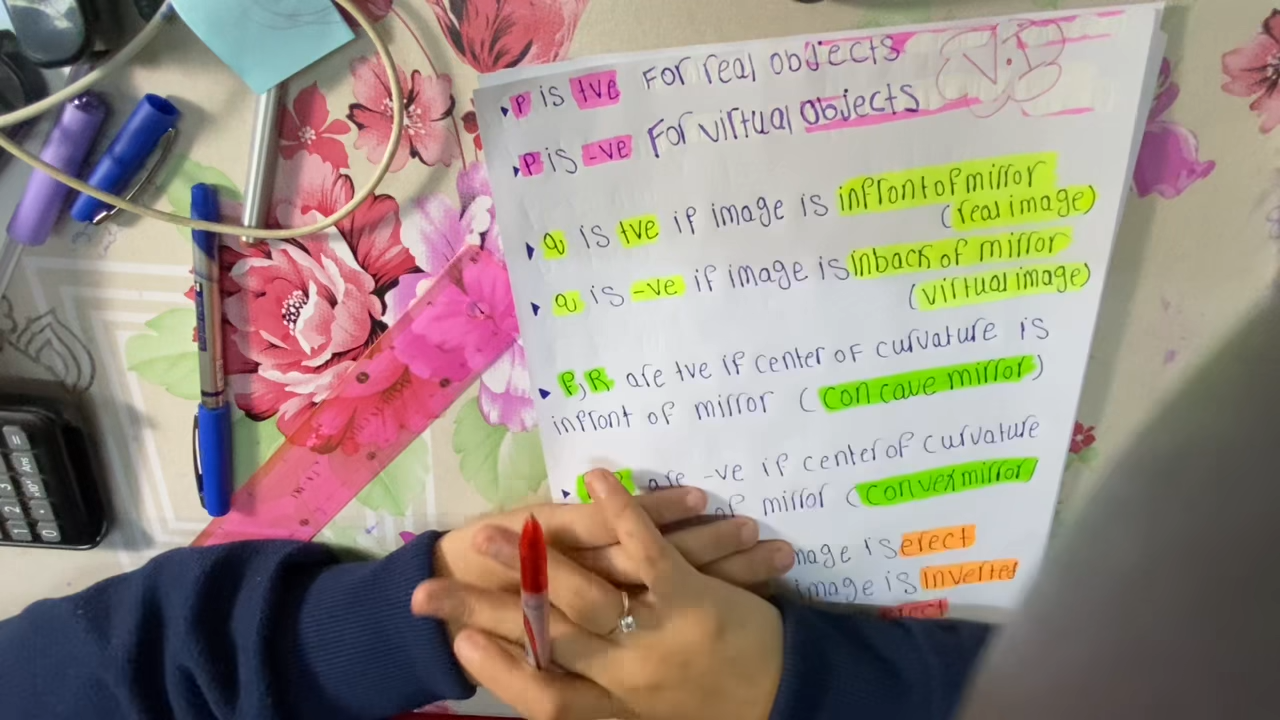 P is +ve For real objects V.I
P is -ve For virtual objects
q is +ve if image is infront of mirror
(real image)
q is -ve if image is inback of mirror
(virtual image)
f, R are +ve if center of curvature is
infront of mirror (concave mirror)
are -ve if center of curvature
of mirror (convex mirror)
image is erect
image is inverted